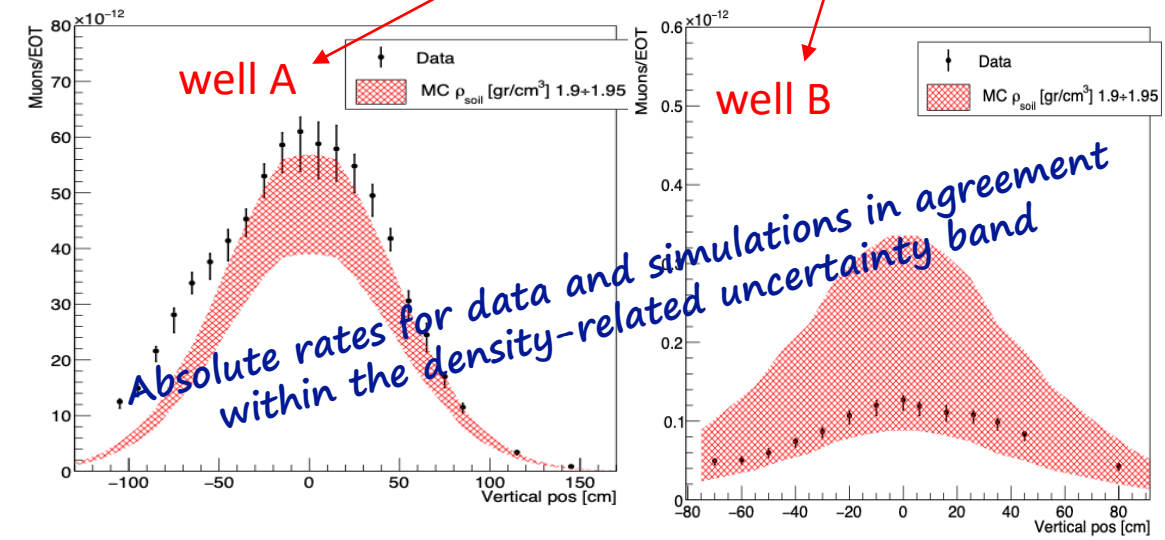 80 ×10⁻¹²
Muons/EOT
70
60
50
40
30
20
10
0
well A
Data
MC ρsoil [gr/cm³] 1.9÷1.95
−100
−50
0
50
100
150
Vertical pos [cm]
0.6 ×10⁻¹²
Muons/EOT
0.5
0.4
0.2
0.1
0
well B
Data
MC ρsoil [gr/cm³] 1.9÷1.95
−80
−60
−40
−20
0
20
40
60
80
Vertical pos [cm]
Absolute rates for data and simulations in agreement
within the density-related uncertainty band